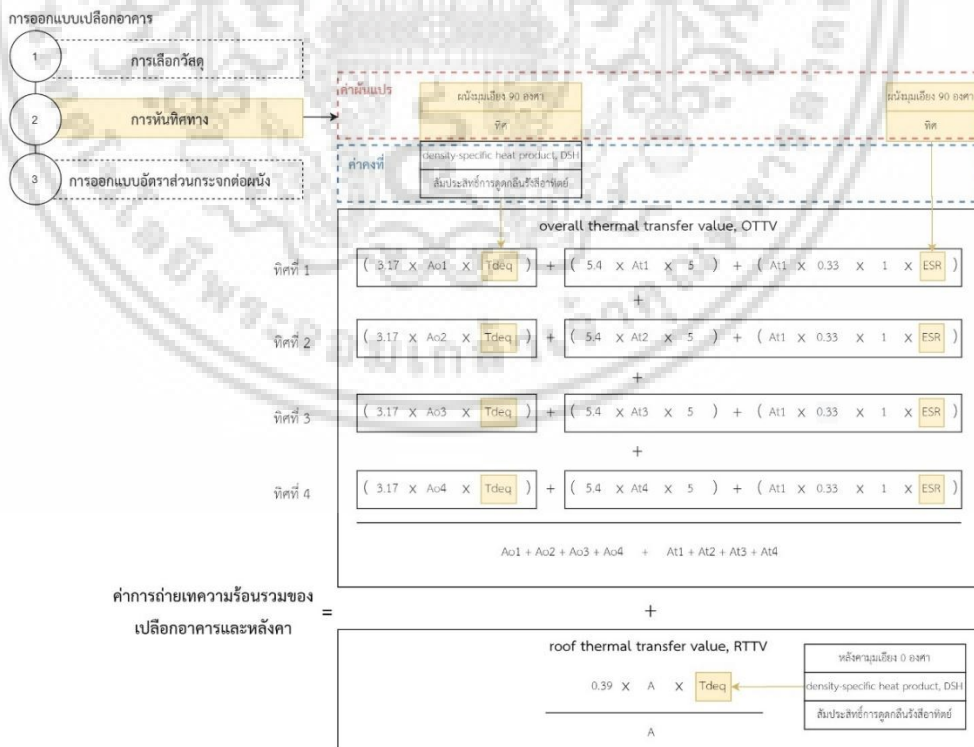 การออกแบบเปลือกอาคาร
1
การเลือกวัสดุ
2
การหันทิศทาง
3
การออกแบบอัตราส่วนกระจกต่อผนัง
ค่าผันแปร
ผนังมุมเอียง 90 องศา
ทิศ
ผนังมุมเอียง 90 องศา
ทิศ
ค่าคงที่
density-specific heat product, DSH
สัมประสิทธิ์การดูดกลืนรังสีอาทิตย์
overall thermal transfer value, OTTV
ทิศที่ 1 ( 3.17 X Ao1 X Tdeq ) + ( 5.4 X At1 X 5 ) + ( At1 X 0.33 X 1 X ESR )
+
ทิศที่ 2 ( 3.17 X Ao2 X Tdeq ) + ( 5.4 X At2 X 5 ) + ( At1 X 0.33 X 1 X ESR )
+
ทิศที่ 3 ( 3.17 X Ao3 X Tdeq ) + ( 5.4 X At3 X 5 ) + ( At1 X 0.33 X 1 X ESR )
+
ทิศที่ 4 ( 3.17 X Ao4 X Tdeq ) + ( 5.4 X At4 X 5 ) + ( At1 X 0.33 X 1 X ESR )
Ao1 + Ao2 + Ao3 + Ao4 + At1 + At2 + At3 + At4
ค่าการถ่ายเทความร้อนรวมของ
เปลือกอาคารและหลังคา
=
+
roof thermal transfer value, RTTV
0.39 X A X Tdeq
A
หลังคามุมเอียง 0 องศา
density-specific heat product, DSH
สัมประสิทธิ์การดูดกลืนรังสีอาทิตย์